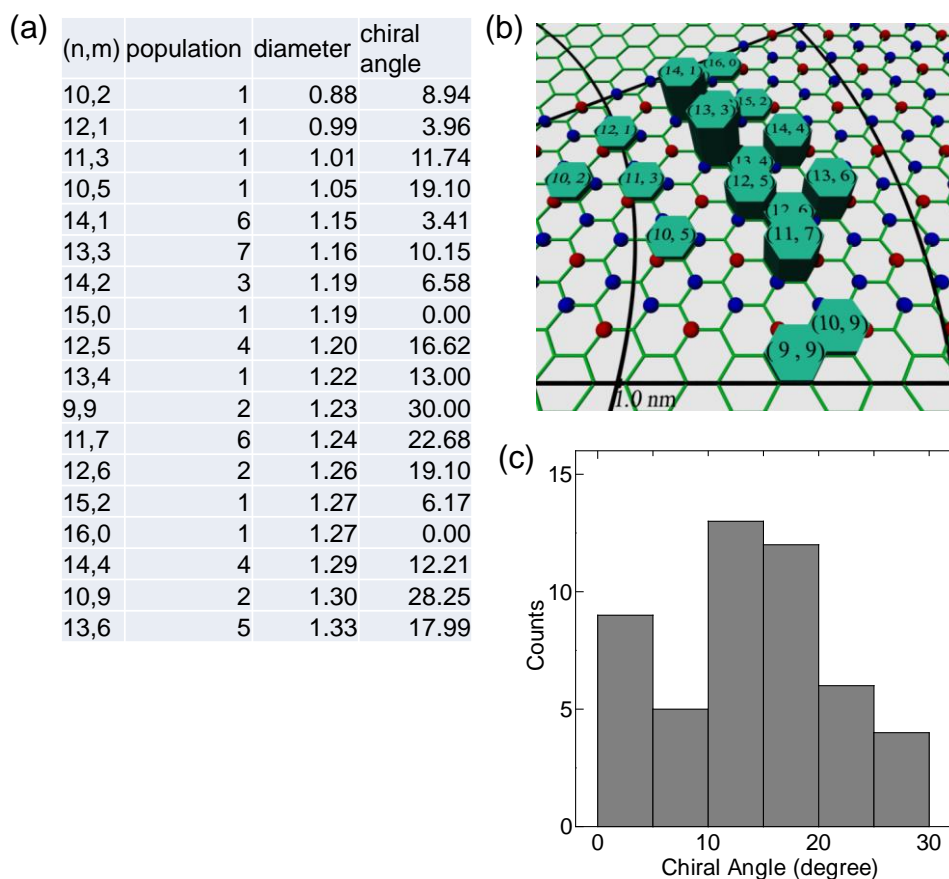 (a)
(n,m) population diameter chiral angle
10,2 1 0.88 8.94
12,1 1 0.99 3.96
11,3 1 1.01 11.74
10,5 1 1.05 19.10
14,1 6 1.15 3.41
13,3 7 1.16 10.15
14,2 3 1.19 6.58
15,0 1 1.19 0.00
12,5 4 1.20 16.62
13,4 1 1.22 13.00
9,9 2 1.23 30.00
11,7 6 1.24 22.68
12,6 2 1.26 19.10
15,2 1 1.27 6.17
16,0 1 1.27 0.00
14,4 4 1.29 12.21
10,9 2 1.30 28.25
13,6 5 1.33 17.99
(b)
(16, 0)
(14, 1)
(15, 2)
(13, 3)
(12, 1)
(14, 4)
13, 4
(10, 2)
(11, 3)
(12, 5)
(13, 6)
12, 6
(10, 5)
(11, 7)
(10, 9)
(9 , 9)
1.0 nm
(c)
15
10
5
0
Counts
0 10 20 30
Chiral Angle (degree)